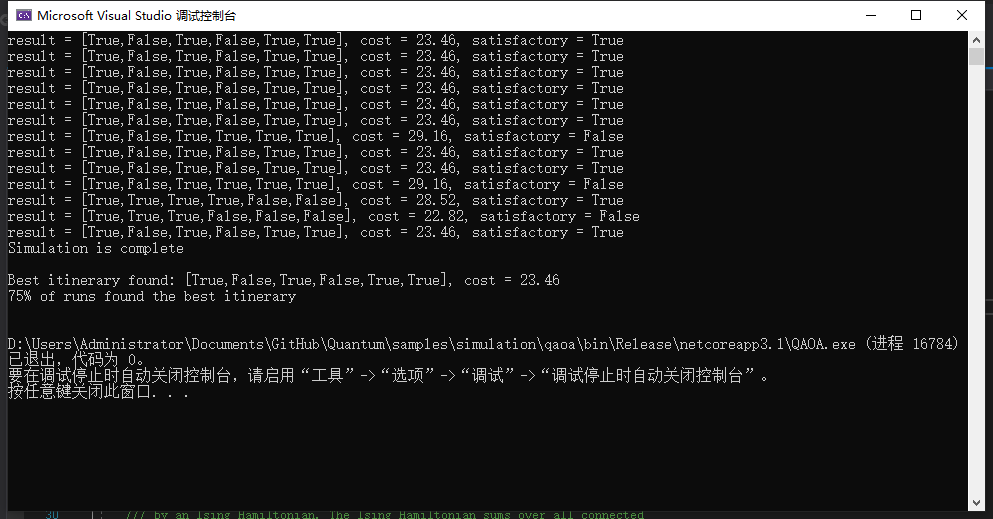 Microsoft Visual Studio 调试控制台
result = [True,False,True,False,True,True], cost = 23.46, satisfactory = True
result = [True,False,True,False,True,True], cost = 23.46, satisfactory = True
result = [True,False,True,False,True,True], cost = 23.46, satisfactory = True
result = [True,False,True,False,True,True], cost = 23.46, satisfactory = True
result = [True,False,True,False,True,True], cost = 23.46, satisfactory = True
result = [True,False,True,False,True,True], cost = 23.46, satisfactory = True
result = [True,False,True,True,True,True], cost = 29.16, satisfactory = False
result = [True,False,True,False,True,True], cost = 23.46, satisfactory = True
result = [True,False,True,False,True,True], cost = 23.46, satisfactory = True
result = [True,False,True,True,True,True], cost = 29.16, satisfactory = False
result = [True,True,True,True,False,False], cost = 28.52, satisfactory = True
result = [True,True,True,False,False,False], cost = 22.82, satisfactory = False
result = [True,False,True,False,True,True], cost = 23.46, satisfactory = True
Simulation is complete
Best itinerary found: [True,False,True,False,True,True], cost = 23.46
75% of runs found the best itinerary
D:\Users\Administrator\Documents\GitHub\Quantum\samples\simulation\qaoa\bin\Release\netcoreapp3.1\QAOA.exe (进程 16784)
已退出，代码为 0。
要在调试停止时自动关闭控制台，请启用“工具”->“选项”->“调试”->“调试停止时自动关闭控制台”。
按任意键关闭此窗口. . .
30 /// by an Ising Hamiltonian. The Ising Hamiltonian sums over all connected